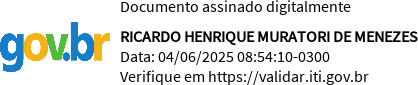 Documento assinado digitalmente
gov.br
RICARDO HENRIQUE MURATORI DE MENEZES
Data: 04/06/2025 08:54:10-0300
Verifique em https://validar.iti.gov.br